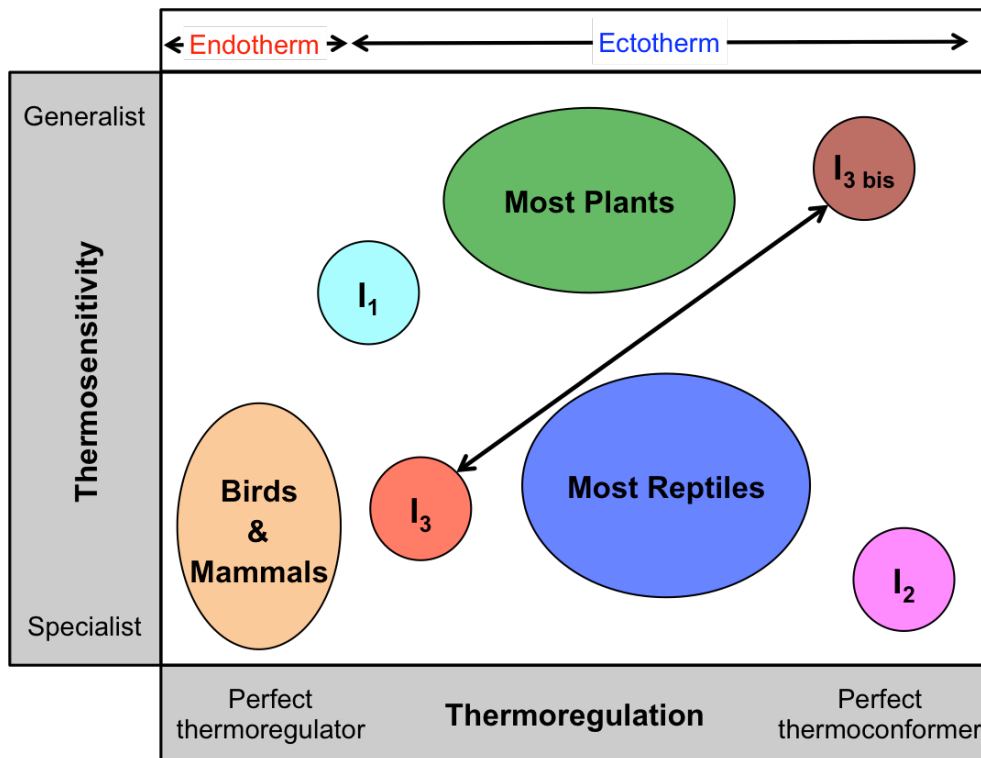 Endotherm
Ectotherm
Generalist
Thermosensitivity
Specialist
Most Plants
I3 bis
I1
Birds
&
Mammals
I3
Most Reptiles
I2
Perfect
thermoregulator
Thermoregulation
Perfect
thermoconformer